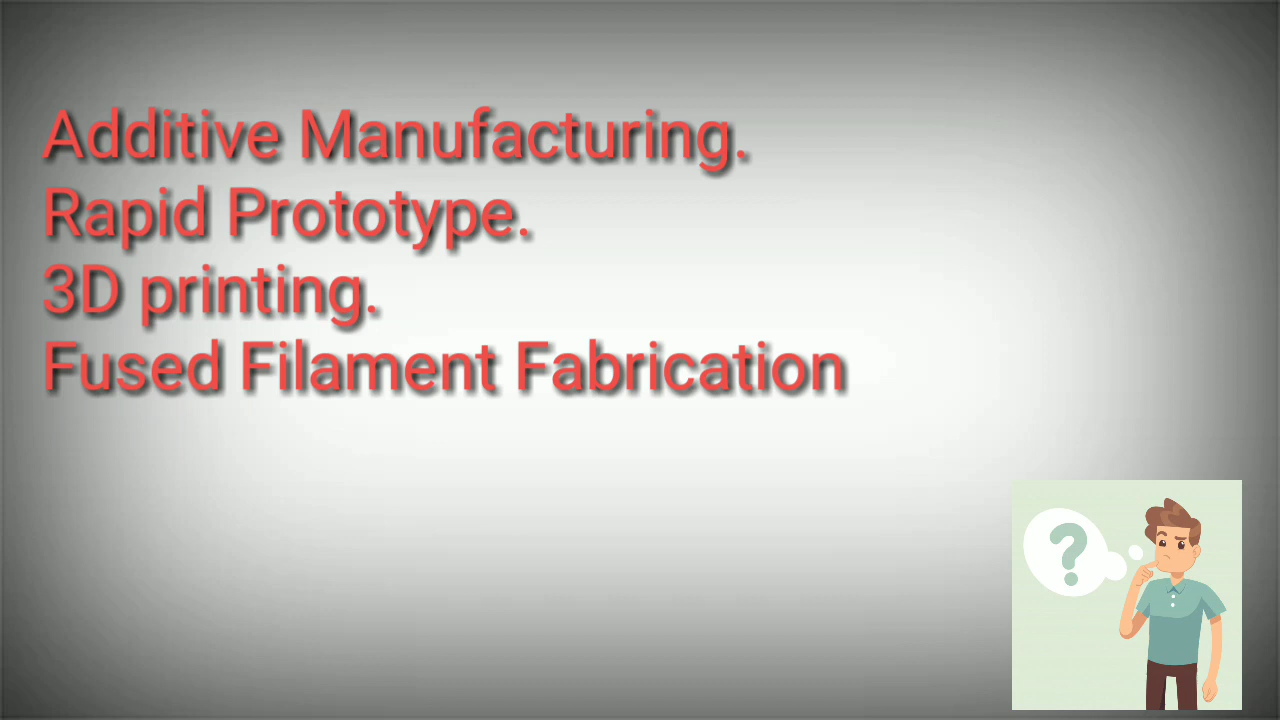 Additive Manufacturing.
Rapid Prototype.
3D printing.
Fused Filament Fabrication
?